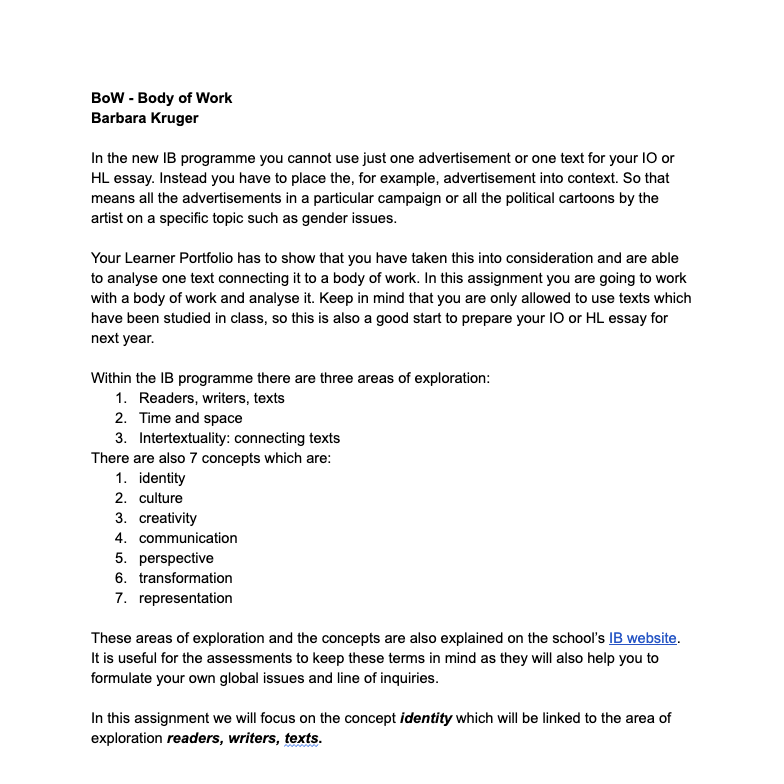 BoW - Body of Work
Barbara Kruger
In the new IB programme you cannot use just one advertisement or one text for your IO or
HL essay. Instead you have to place the, for example, advertisement into context. So that
means all the advertisements in a particular campaign or all the political cartoons by the
artist on a specific topic such as gender issues.
Your Learner Portfolio has to show that you have taken this into consideration and are able
to analyse one text connecting it to a body of work. In this assignment you are going to work
with a body of work and analyse it. Keep in mind that you are only allowed to use texts which
have been studied in class, so this is also a good start to prepare your IO or HL essay for
next year.
Within the IB programme there are three areas of exploration:
1. Readers, writers, texts
2. Time and space
3. Intertextuality: connecting texts
There are also 7 concepts which are:
1. identity
2. culture
3. creativity
4. communication
5. perspective
6. transformation
7. representation
These areas of exploration and the concepts are also explained on the school's IB website.
It is useful for the assessments to keep these terms in mind as they will also help you to
formulate your own global issues and line of inquiries.
In this assignment we will focus on the concept identity which will be linked to the area of
exploration readers, writers, texts.